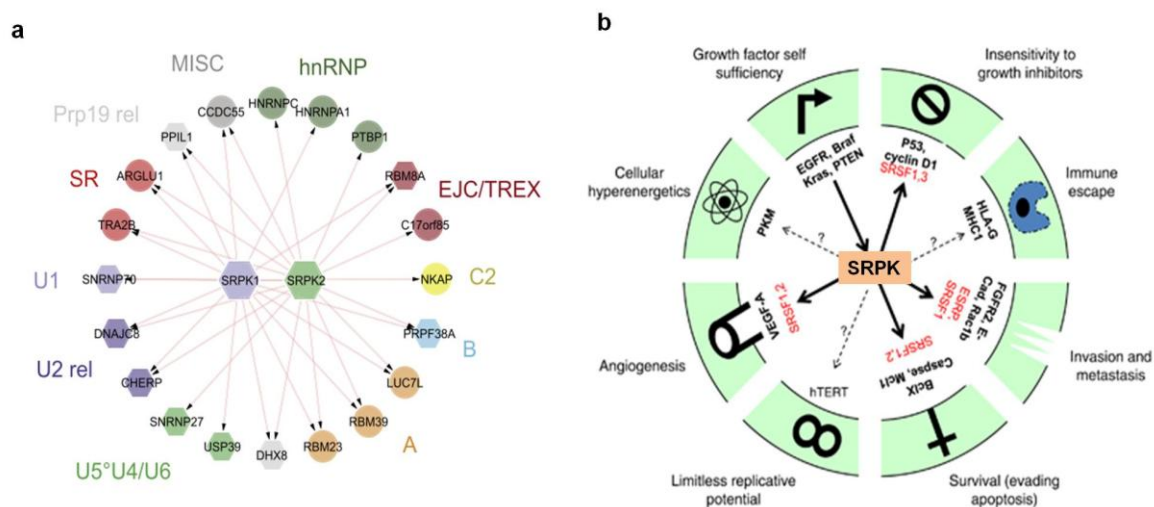 a
MISC
hnRNP
Prp19 rel
SR
EJC/TREX
U1
C2
U2 rel
B
A
U5°U4/U6
CCDC55
HNRNPC
HNRNPA1
PPIL1
PTBP1
ARGLU1
RBM8A
TRA2B
C17orf85
SNRNP70
SRPK1
SRPK2
NKAP
DNAJC8
PRPF38A
CHERP
LUC7L
SNRNP27
RBM39
USP39
DHX8
RBM23
b
Growth factor self
sufficiency
Insensitivity to
growth inhibitors
Cellular
hyperenergetics
Immune
escape
EGFR, Braf
Kras, PTEN
P53,
cyclin D1
SRSF1,3
PKM
?
?
HLA-G
MHC1
SRPK
VEGF-A
SRSF1,2
FGFR2, E-
Cad, Rac1b
ESRP,
SRSF1
?
SRSF1,2
BclX
Caspse, Mcl1
hTERT
Angiogenesis
Invasion and
metastasis
Limitless replicative
potential
Survival (evading
apoptosis)